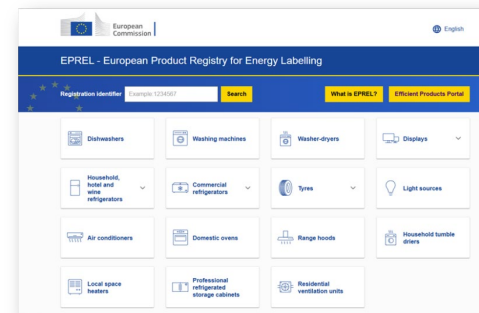 European
Commission
English
EPREL - European Product Registry for Energy Labelling
Registration identifier
Example 1234567
Search
What is EPREL?
Efficient Products Portal
Dishwashers
Washing machines
Washer-dryers
Displays
Household,
hotel and
wine
refrigerators
Commercial
refrigerators
Tyres
Light sources
Air conditioners
Domestic ovens
Range hoods
Household tumble
driers
Local space
heaters
Professional
refrigerated
storage cabinets
Residential
ventilation units